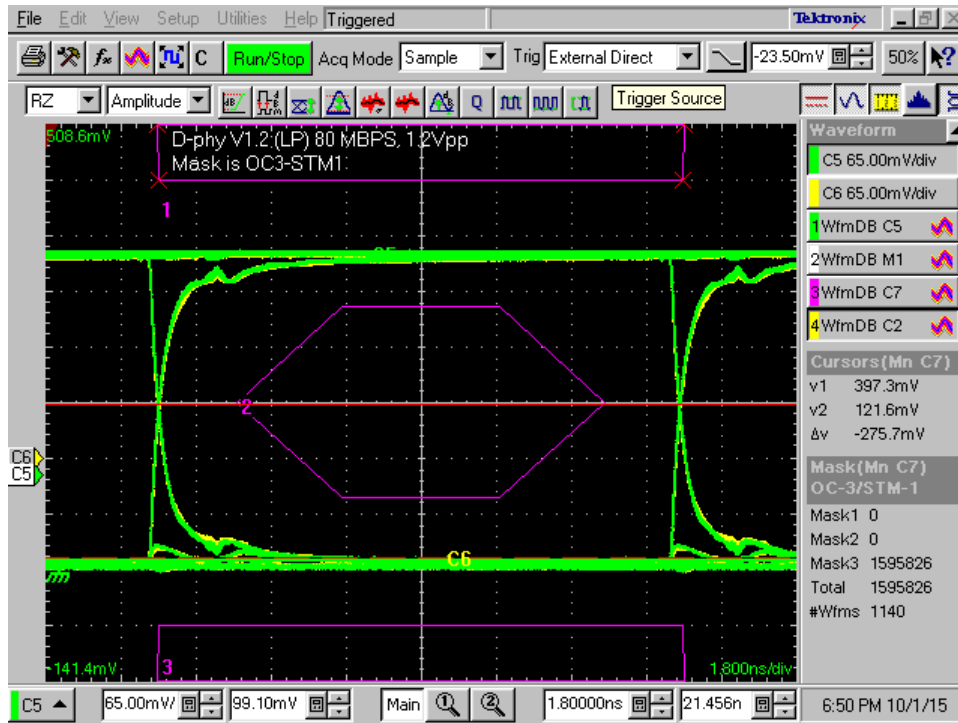 File Edit View Setup Utilities Help Triggered Tektronix
C Run/Stop Acq Mode Sample Trig External Direct -23.50mV 50% ?
RZ Amplitude Q Trigger Source
508.6mV
D-phy V1.2.(LP) 80 MBPS, 1.2Vpp
Mask is OC3-STM1
1
2
C6
C5
C6
-141.4mV 3 1.800ns/div
Waveform
C5 65.00mV/div
C6 65.00mV/div
1 WfmDB C5
2 WfmDB M1
3 WfmDB C7
4 WfmDB C2
Cursors(Mn C7)
v1 397.3mV
v2 121.6mV
Δv -275.7mV
Mask(Mn C7)
OC-3/STM-1
Mask1 0
Mask2 0
Mask3 1595826
Total 1595826
#Wfms 1140
C5 65.00mV/ 99.10mV Main 1 2 1.80000ns 21.456n 6:50 PM 10/1/15